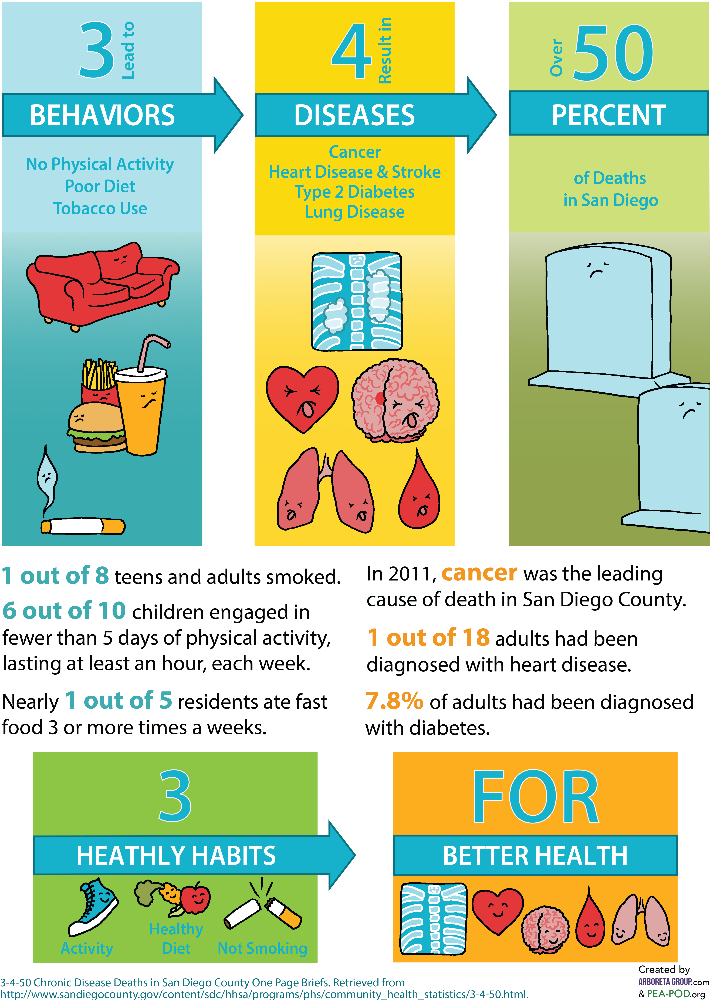 3 Lead to
BEHAVIORS
No Physical Activity
Poor Diet
Tobacco Use
4 Result in
DISEASES
Cancer
Heart Disease & Stroke
Type 2 Diabetes
Lung Disease
Over 50
PERCENT
of Deaths
in San Diego
1 out of 8 teens and adults smoked.
6 out of 10 children engaged in
fewer than 5 days of physical activity,
lasting at least an hour, each week.
Nearly 1 out of 5 residents ate fast
food 3 or more times a weeks.
In 2011, cancer was the leading
cause of death in San Diego County.
1 out of 18 adults had been
diagnosed with heart disease.
7.8% of adults had been diagnosed
with diabetes.
3
HEATHLY HABITS
Activity
Healthy
Diet
Not Smoking
FOR
BETTER HEALTH
3-4-50 Chronic Disease Deaths in San Diego County One Page Briefs. Retrieved from
http://www.sandiegocounty.gov/content/sdc/hhsa/programs/phs/community_health_statistics/3-4-50.html.
Created by
ARBORETA GROUP.com
& PEA-POD.org